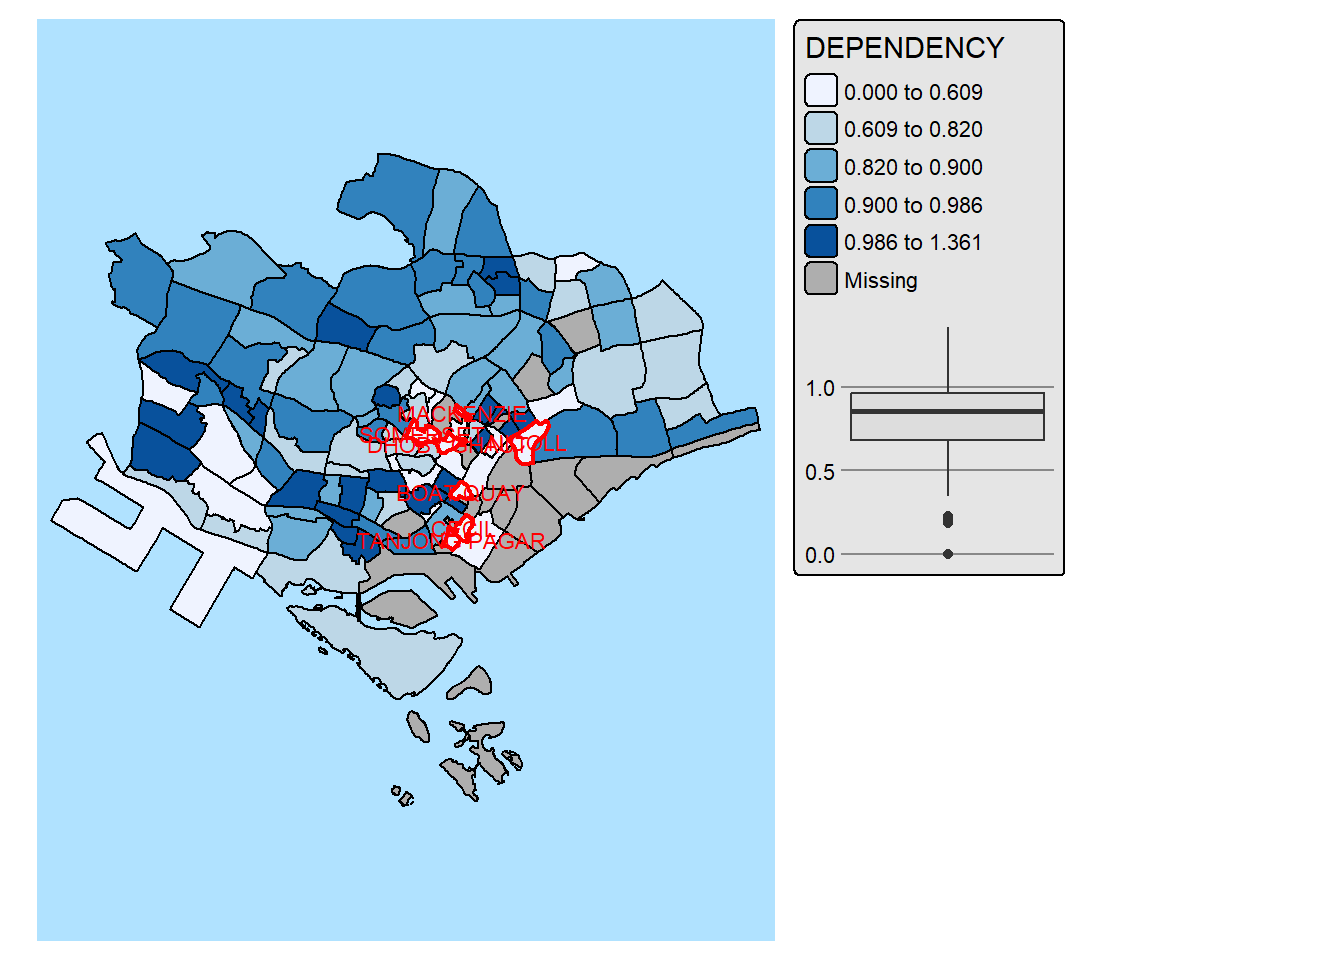 DEPENDENCY
0.000 to 0.609
0.609 to 0.820
0.820 to 0.900
0.900 to 0.986
0.986 to 1.361
Missing
1.0
0.5
0.0
MACKENZIE
SOMERSET
DHOBY GHAUT
BOAT QUAY
CECIL
TANJONG PAGAR